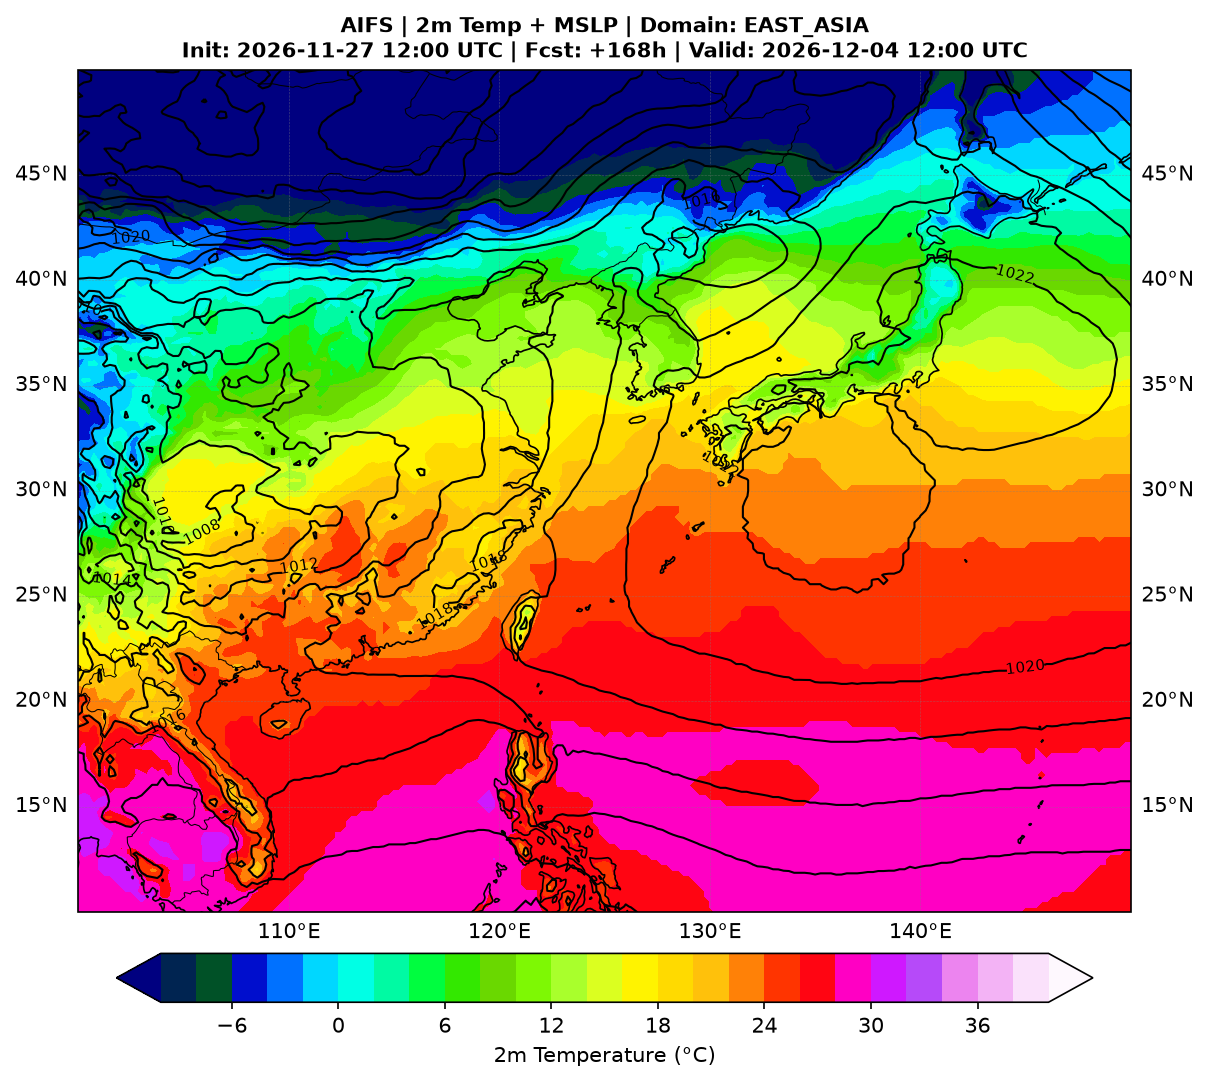 AIFS | 2m Temp + MSLP | Domain: EAST_ASIA
Init: 2026-11-27 12:00 UTC | Fcst: +168h | Valid: 2026-12-04 12:00 UTC
45°N 45°N
40°N 40°N
35°N 35°N
30°N 30°N
25°N 25°N
20°N 20°N
15°N 15°N
1020
1022
1008
1012
1014
1018
1018
1020
1016
110°E 120°E 130°E 140°E
−6 0 6 12 18 24 30 36
2m Temperature (°C)